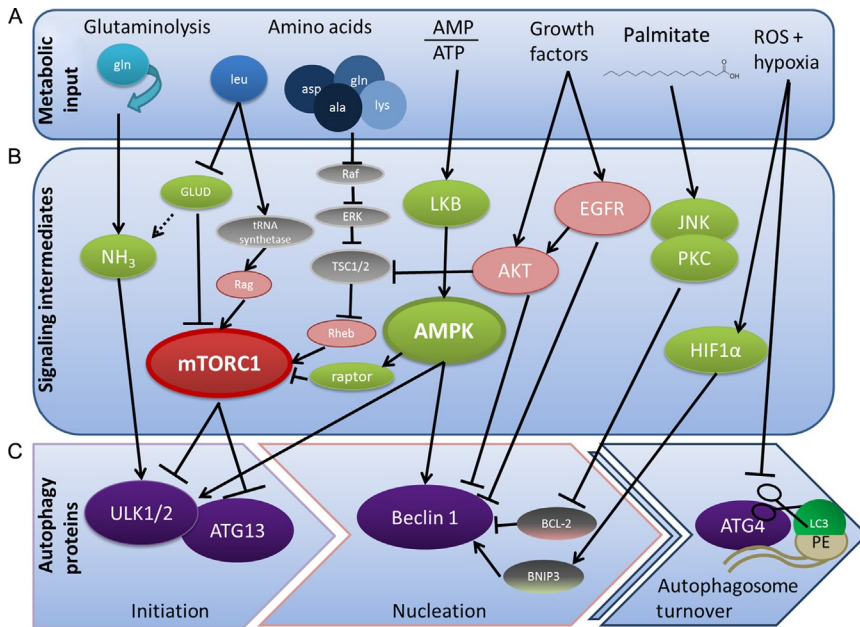 A
Metabolic
input
Glutaminolysis
gln
leu
Amino acids
asp
gln
ala
lys
AMP
ATP
Growth
factors
Palmitate
OH
O
ROS +
hypoxia
B
Signaling intermediates
GLUD
NH3
tRNA
synthetase
Rag
mTORC1
Raf
ERK
TSC1/2
Rheb
raptor
LKB
AMPK
AKT
EGFR
JNK
PKC
HIF1α
C
Autophagy
proteins
ULK1/2
ATG13
Initiation
Beclin 1
BCL-2
BNIP3
Nucleation
ATG4
LC3
PE
Autophagosome
turnover